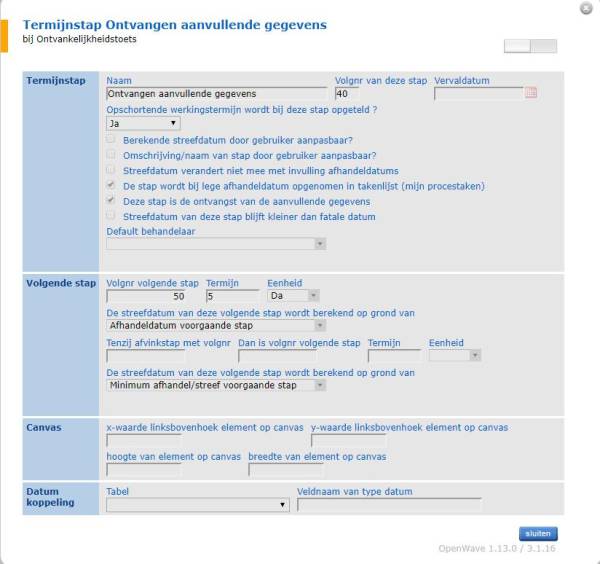 Termijnstap Ontvangen aanvullende gegevens
bij Ontvankelijkheidstoets
Termijnstap
Naam Volgnr van deze stap Vervaldatum
Ontvangen aanvullende gegevens 40
Opschortende werkingstermijn wordt bij deze stap opgeteld ?
Ja
Berekende streefdatum door gebruiker aanpasbaar?
Omschrijving/naam van stap door gebruiker aanpasbaar?
Streefdatum verandert niet mee met invulling afhandeldatums
De stap wordt bij lege afhandeldatum opgenomen in takenlijst (mijn procestaken)
Deze stap is de ontvangst van de aanvullende gegevens
Streefdatum van deze stap blijft kleiner dan fatale datum
Default behandelaar
Volgende stap
Volgnr volgende stap Termijn Eenheid
50 5 Da
De streefdatum van deze volgende stap wordt berekend op grond van
Afhandeldatum voorgaande stap
Tenzij afvinkstap met volgnr Dan is volgnr volgende stap Termijn Eenheid
De streefdatum van deze volgende stap wordt berekend op grond van
Minimum afhandel/streef voorgaande stap
Canvas
x-waarde linksbovenhoek element op canvas y-waarde linksbovenhoek element op canvas
hoogte van element op canvas breedte van element op canvas
Datum koppeling
Tabel Veldnaam van type datum
sluiten
OpenWave 1.13.0 / 3.1.16